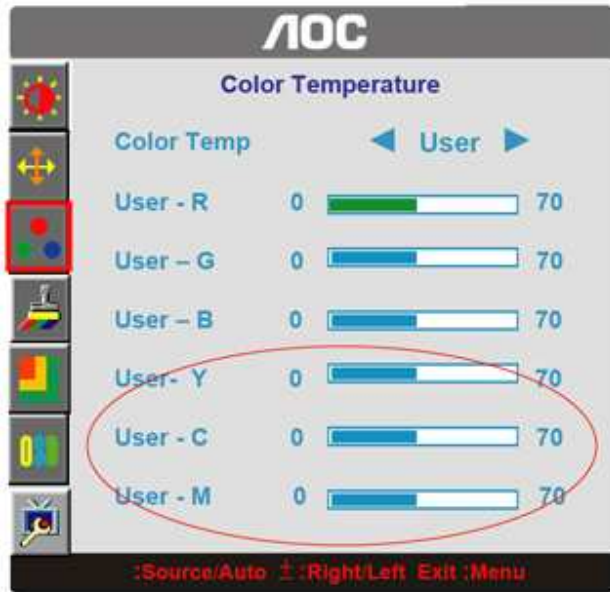 AOC
Color Temperature
Color Temp ◀ User ▶
User - R 0 70
User – G 0 70
User – B 0 70
User- Y 0 70
User - C 0 70
User - M 0 70
:Source/Auto ±:Right/Left Exit :Menu